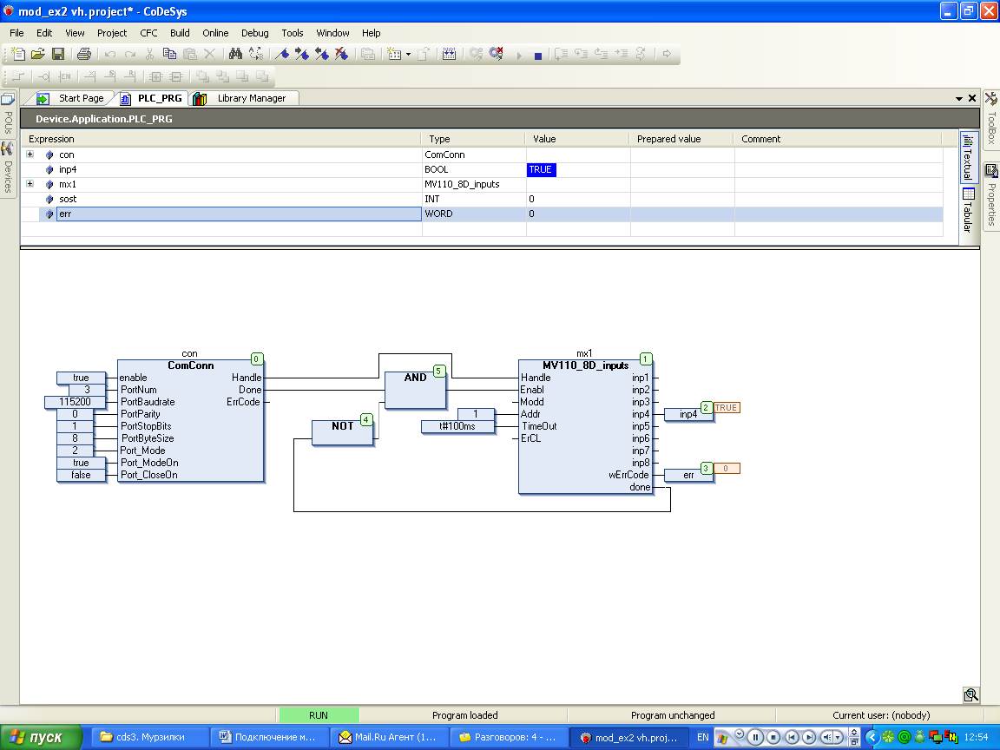 mod_ex2 vh.project* - CoDeSys
File Edit View Project CFC Build Online Debug Tools Window Help
Start Page PLC_PRG Library Manager
POUs
Devices
ToolBox
Properties
Textual
Tabular
Device.Application.PLC_PRG
Expression Type Value Prepared value Comment
con ComConn
inp4 BOOL TRUE
mx1 MV110_8D_inputs
sost INT 0
err WORD 0
con
0
ComConn
true enable Handle
3 PortNum Done
115200 PortBaudrate ErrCode
0 PortParity
1 PortStopBits
8 PortByteSize
2 Port_Mode
true Port_ModeOn
false Port_CloseOn
AND 5
NOT 4
mx1
1
MV110_8D_inputs
Handle inp1
Enabl inp2
Modd inp3
1 Addr inp4
t#100ms TimeOut inp5
ErCL inp6
inp7
inp8
wErrCode
done
inp4 2 TRUE
err 3 0
RUN Program loaded Program unchanged Current user: (nobody)
пуск cds3. Мурзилки Подключение м... Mail.Ru Агент (1... Разговоров: 4 - ... mod_ex2 vh.proj... EN 12:54